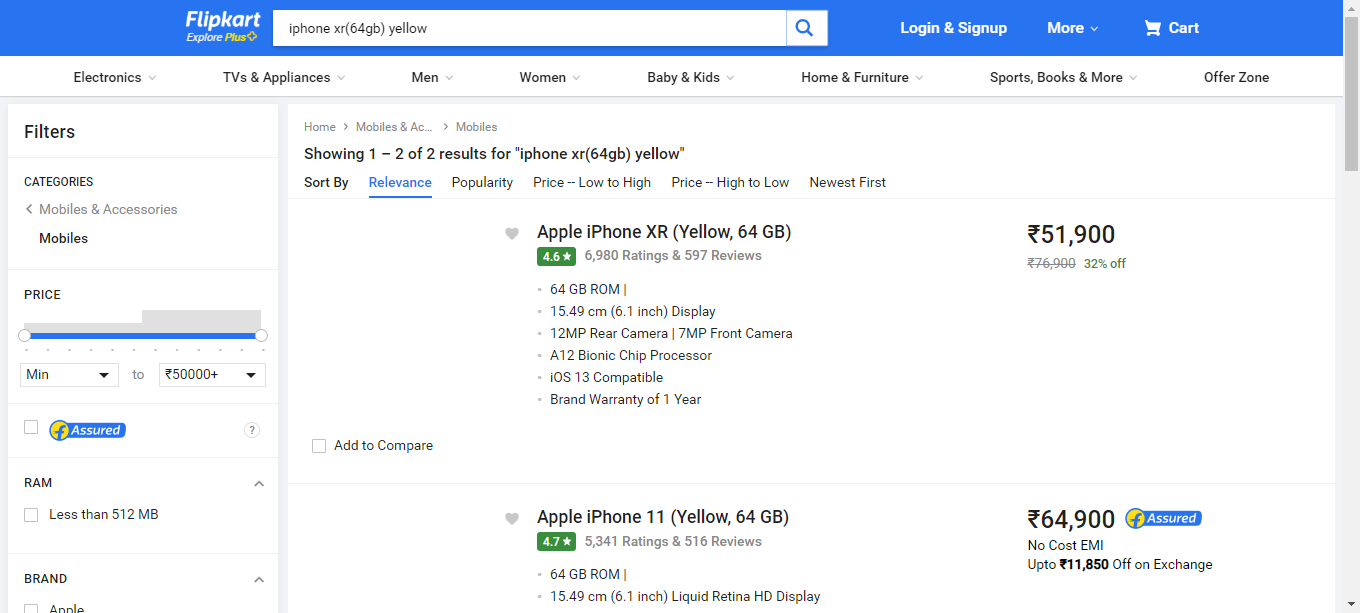 Flipkart
Explore Plus
iphone xr(64gb) yellow
Login & Signup
More
Cart
Electronics
TVs & Appliances
Men
Women
Baby & Kids
Home & Furniture
Sports, Books & More
Offer Zone
Filters
CATEGORIES
Mobiles & Accessories
Mobiles
PRICE
Min
to
₹50000+
f Assured
?
RAM
Less than 512 MB
BRAND
Apple
Home
Mobiles & Ac...
Mobiles
Showing 1 – 2 of 2 results for "iphone xr(64gb) yellow"
Sort By
Relevance
Popularity
Price -- Low to High
Price -- High to Low
Newest First
Apple iPhone XR (Yellow, 64 GB)
4.6 ★ 6,980 Ratings & 597 Reviews
64 GB ROM |
15.49 cm (6.1 inch) Display
12MP Rear Camera | 7MP Front Camera
A12 Bionic Chip Processor
iOS 13 Compatible
Brand Warranty of 1 Year
₹51,900
₹76,900 32% off
Add to Compare
Apple iPhone 11 (Yellow, 64 GB)
4.7 ★ 5,341 Ratings & 516 Reviews
64 GB ROM |
15.49 cm (6.1 inch) Liquid Retina HD Display
₹64,900 f Assured
No Cost EMI
Upto ₹11,850 Off on Exchange